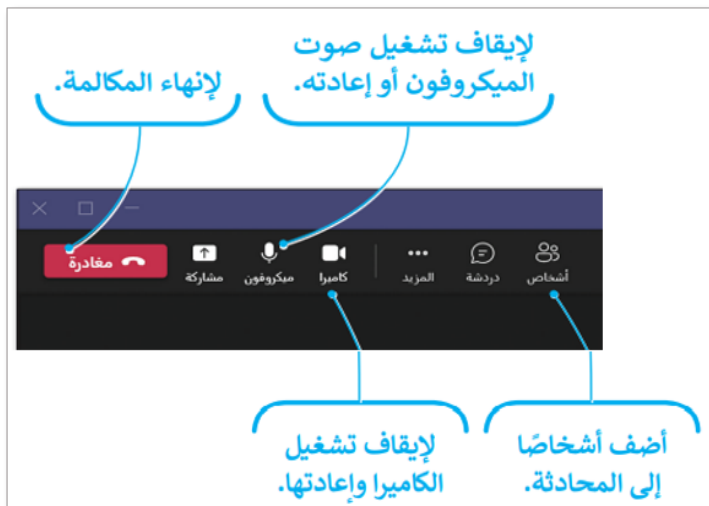 لإيقاف تشغيل صوت
الميكروفون أو إعادته.
لإنهاء المكالمة.
أشخاص
دردشة
المزيد
كاميرا
ميكروفون
مشاركة
مغادرة
أضف أشخاصًا
إلى المحادثة.
لإيقاف تشغيل
الكاميرا وإعادتها.